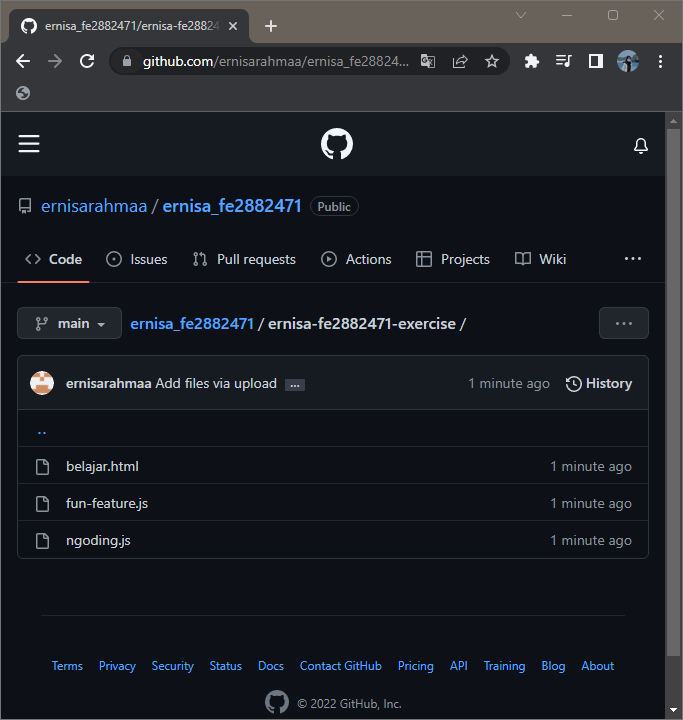 ernisa_fe2882471/ernisa-fe28824
github.com/ernisarahmaa/ernisa_fe28824...
ernisarahmaa / ernisa_fe2882471 Public
Code Issues Pull requests Actions Projects Wiki ...
main ernisa_fe2882471 / ernisa-fe2882471-exercise / ...
ernisarahmaa Add files via upload ... 1 minute ago History
..
belajar.html 1 minute ago
fun-feature.js 1 minute ago
ngoding.js 1 minute ago
Terms Privacy Security Status Docs Contact GitHub Pricing API Training Blog About
© 2022 GitHub, Inc.